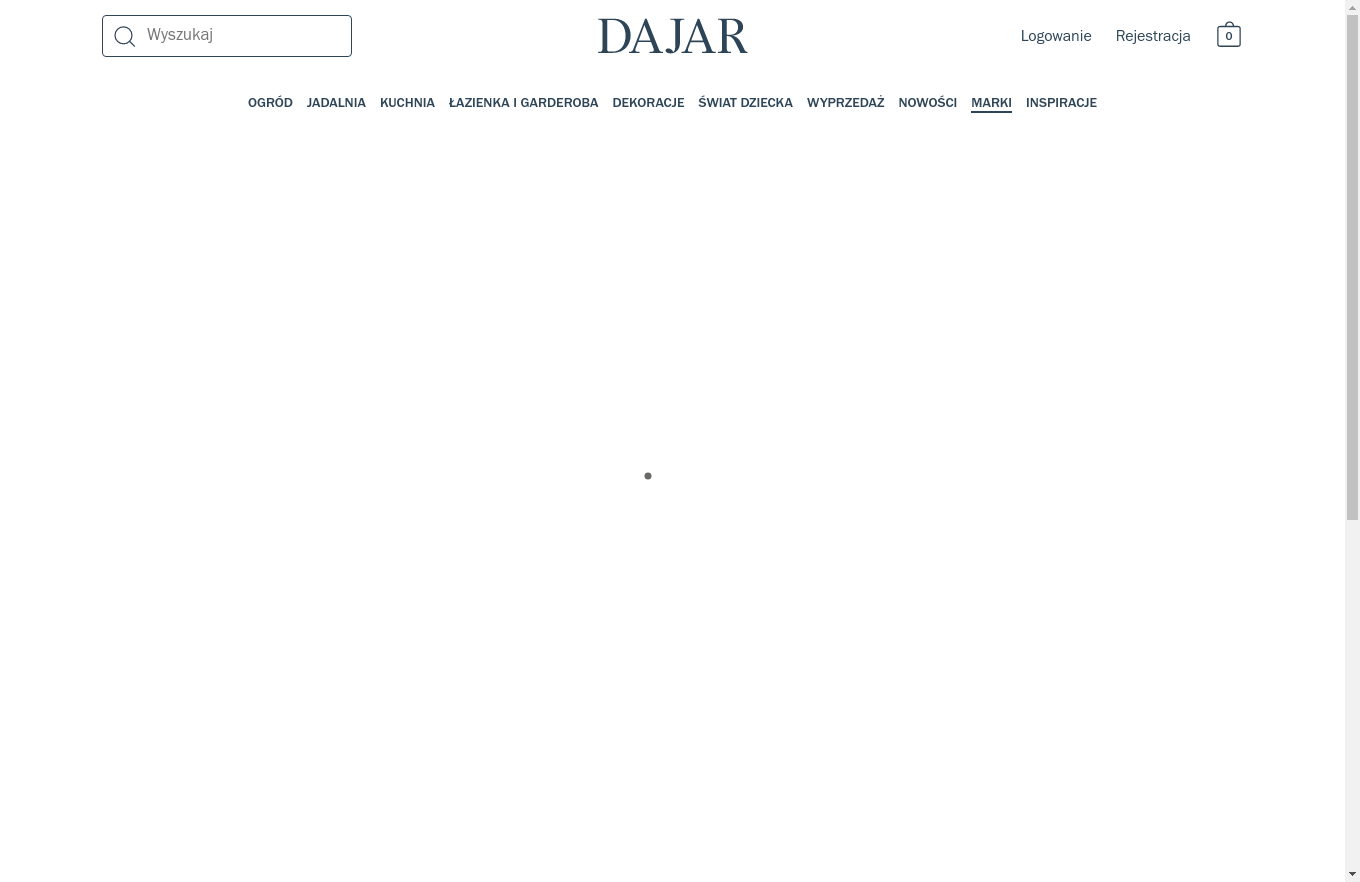 Wyszukaj
DAJAR
Logowanie
Rejestracja
0
OGRÓD JADALNIA KUCHNIA ŁAZIENKA I GARDEROBA DEKORACJE ŚWIAT DZIECKA WYPRZEDAŻ NOWOŚCI MARKI INSPIRACJE